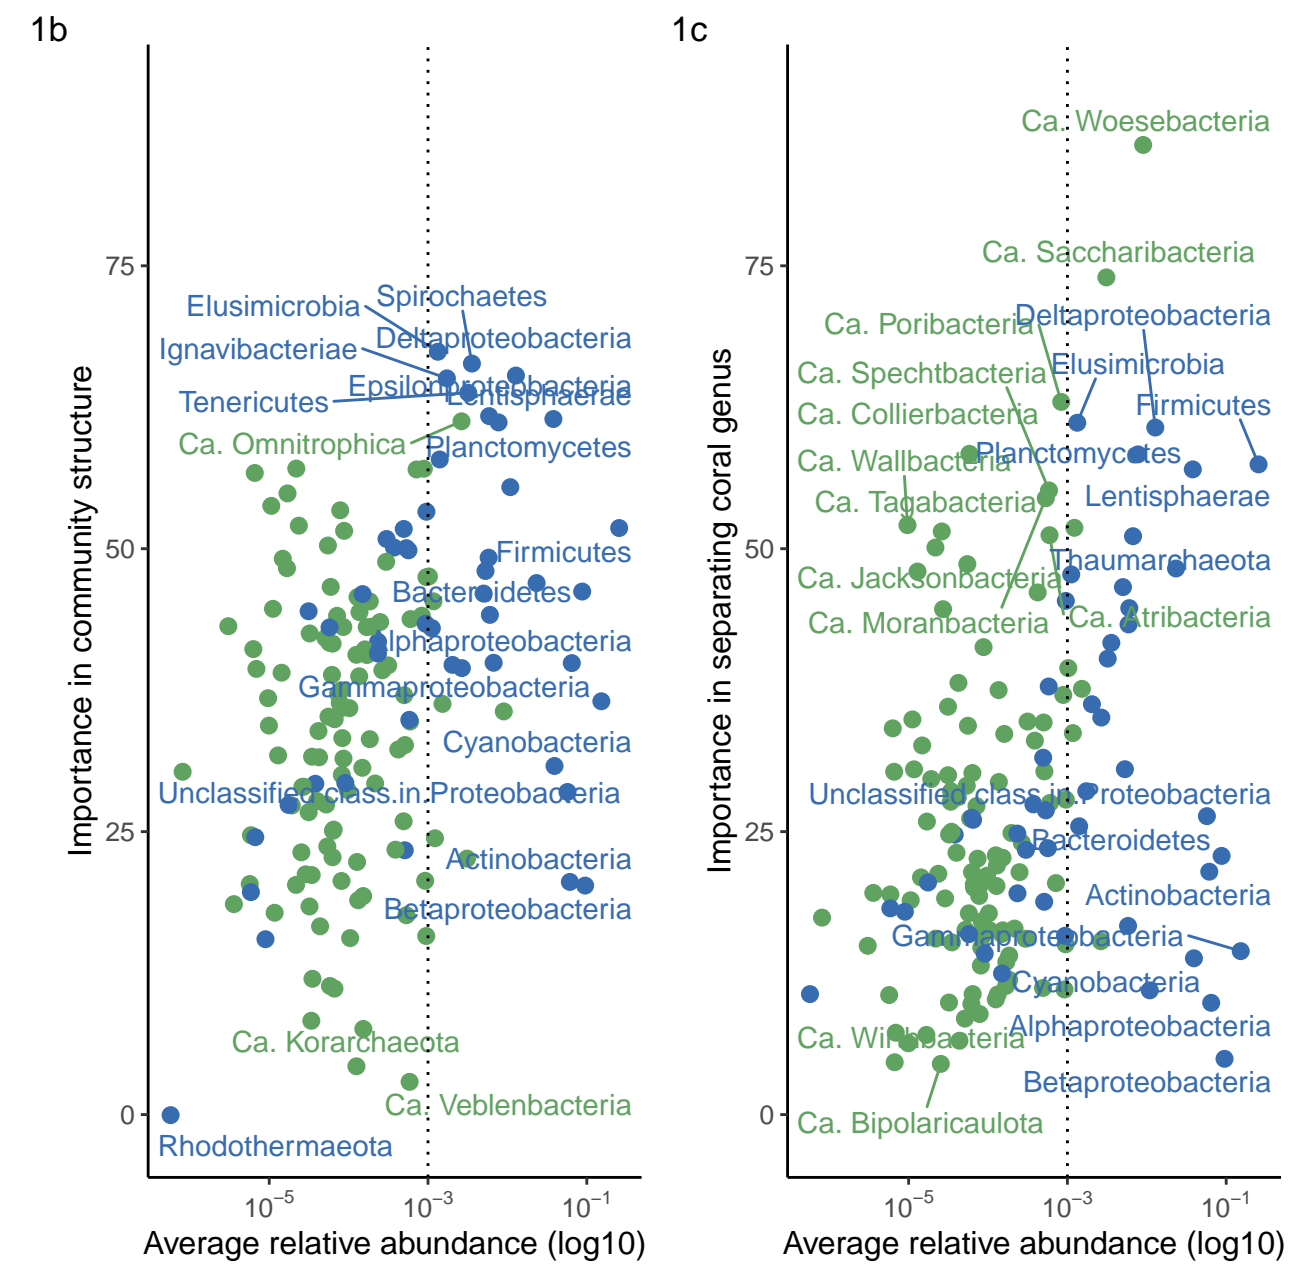 1b
Importance in community structure
75
50
25
0
Elusimicrobia
Spirochaetes
Deltaproteobacteria
Ignavibacteriae
Epsilonproteobacteria
Lentisphaerae
Tenericutes
Ca. Omnitrophica
Planctomycetes
Firmicutes
Bacteroidetes
Alphaproteobacteria
Gammaproteobacteria
Cyanobacteria
Unclassified.class.in.Proteobacteria
Actinobacteria
Betaproteobacteria
Ca. Korarchaeota
Ca. Veblenbacteria
Rhodothermaeota
10−5
10−3
10−1
Average relative abundance (log10)
1c
Importance in separating coral genus
75
50
25
0
Ca. Woesebacteria
Ca. Saccharibacteria
Ca. Poribacteria
Deltaproteobacteria
Ca. Spechtbacteria
Elusimicrobia
Ca. Collierbacteria
Firmicutes
Ca. Wallbacteria
Planctomycetes
Ca. Tagabacteria
Lentisphaerae
Thaumarchaeota
Ca. Jacksonbacteria
Ca. Moranbacteria
Ca. Atribacteria
Unclassified.class.in.Proteobacteria
Bacteroidetes
Actinobacteria
Gammaproteobacteria
Cyanobacteria
Alphaproteobacteria
Betaproteobacteria
Ca. Bipolaricaulota
10−5
10−3
10−1
Average relative abundance (log10)